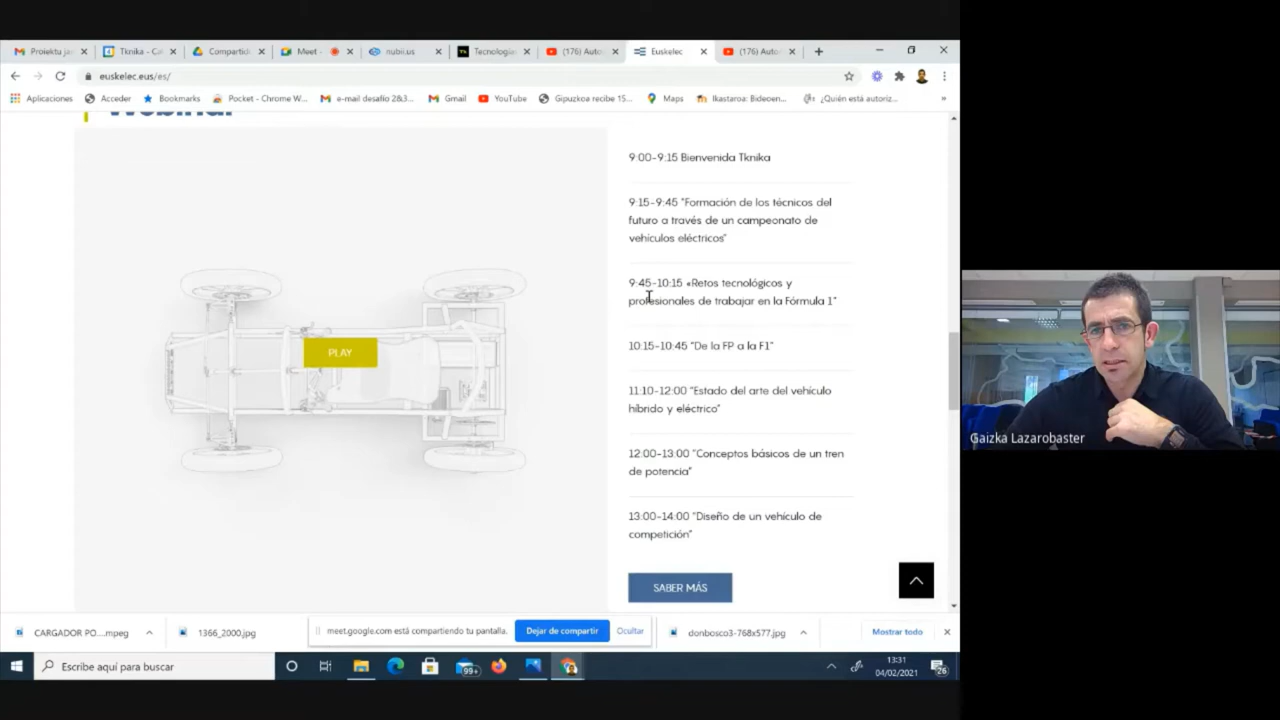 Proiektu ja
Tknika - Ca
Compartid
Meet -
nubii.us
Tecnologías
(176) Auto
Euskelec
(176) Auto
euskelec.eus/es/
Aplicaciones
Acceder
Bookmarks
Pocket - Chrome W...
e-mail desafio 2&3...
Gmail
YouTube
Gipuzkoa recibe 15...
Maps
Ikastaroa: Bideoen...
¿Quién está autoriz...
»
Webinar
9:00-9:15 Bienvenida Tknika
9:15-9:45 "Formación de los técnicos del
futuro a través de un campeonato de
vehículos eléctricos"
9:45-10:15 «Retos tecnológicos y
profesionales de trabajar en la Fórmula 1"
10:15-10:45 "De la FP a la F1"
11:10-12:00 "Estado del arte del vehículo
híbrido y eléctrico"
12:00-13:00 "Conceptos básicos de un tren
de potencia"
13:00-14:00 "Diseño de un vehículo de
competición"
PLAY
SABER MÁS
Gaizka Lazarobaster
CARGADOR PO....mpeg
1366_2000.jpg
meet.google.com está compartiendo tu pantalla.
Dejar de compartir
Ocultar
donbosco3-768x577.jpg
Mostrar todo
Escribe aquí para buscar
99+
13:31
04/02/2021
26